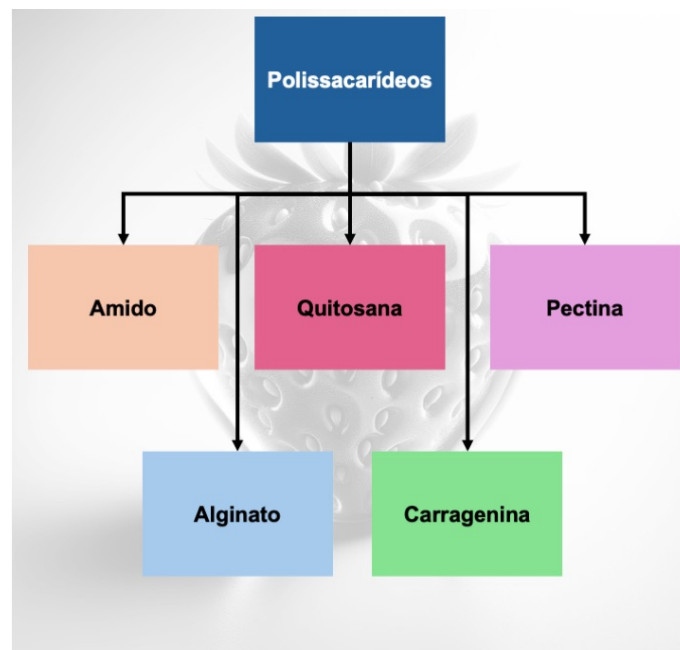 Polissacarídeos
Amido
Quitosana
Pectina
Alginato
Carragenina